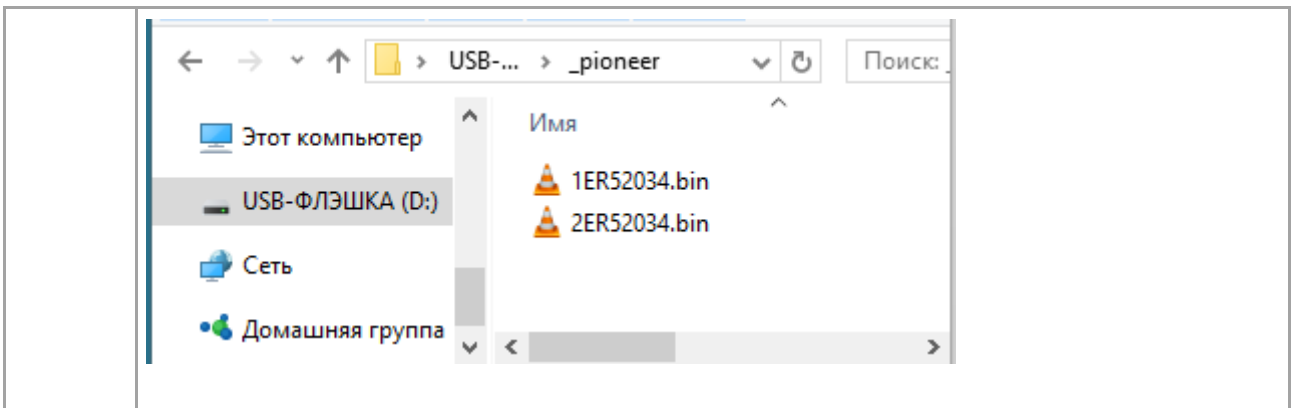 USB-... > _pioneer
Поиск: _
Этот компьютер
USB-ФЛЭШКА (D:)
Сеть
Домашняя группа
Имя
1ER52034.bin
2ER52034.bin